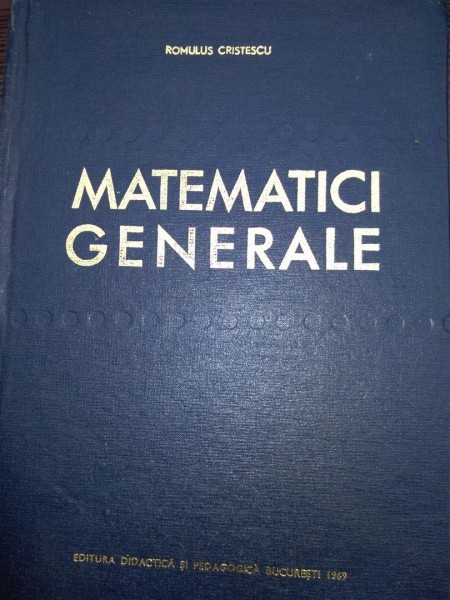 ROMULUS CRISTESCU
MATEMATICI
GENERALE
EDITURA DIDACTICĂ ȘI PEDAGOGICĂ BUCUREȘTI 1969